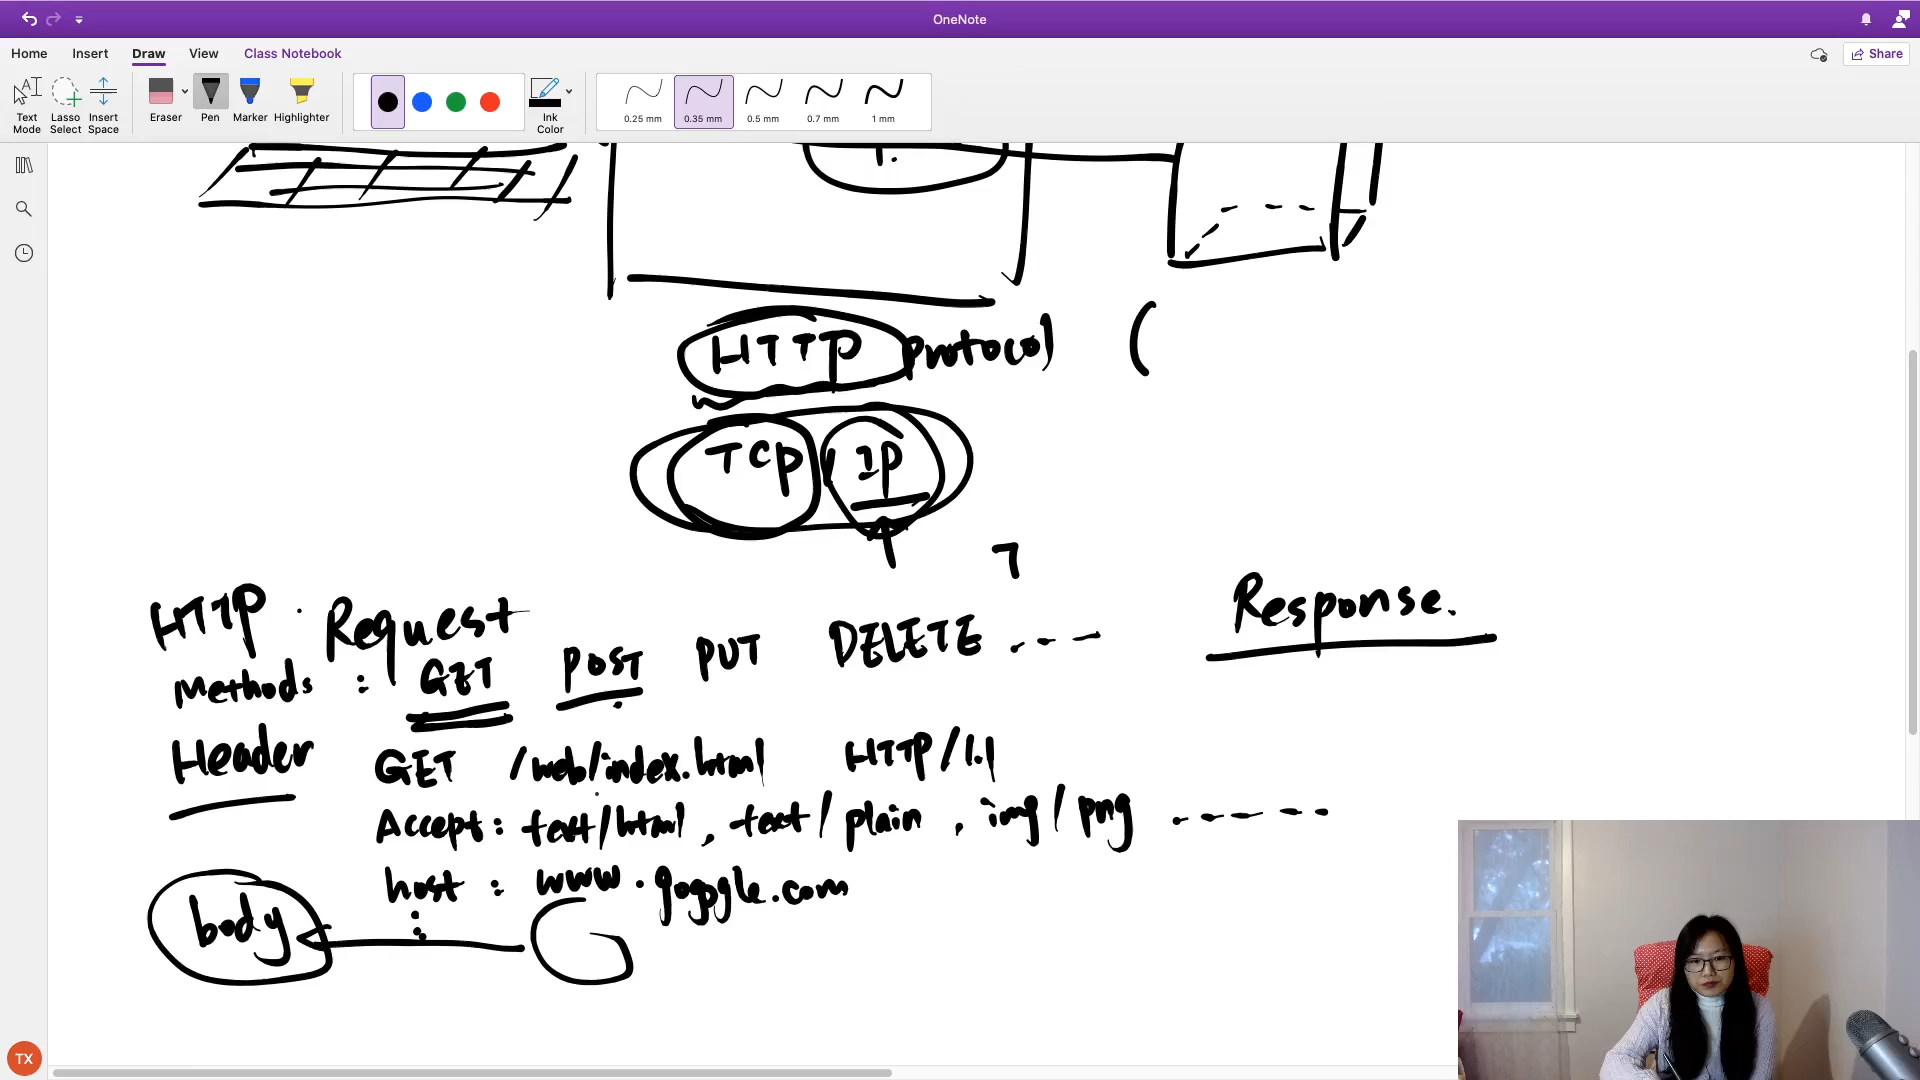 OneNote
Home Insert Draw View Class Notebook Share
Text Mode Lasso Select Insert Space Eraser Pen Marker Highlighter Ink Color 0.25 mm 0.35 mm 0.5 mm 0.7 mm 1 mm
HTTP Protocol (
TCP IP
HTTP Request Response.
Methods : GET POST PUT DELETE ----
Header GET /web/index.html HTTP/1.1
Accept: text/html, text/plain, img/png ------
host : www.gogogle.com
body
TX